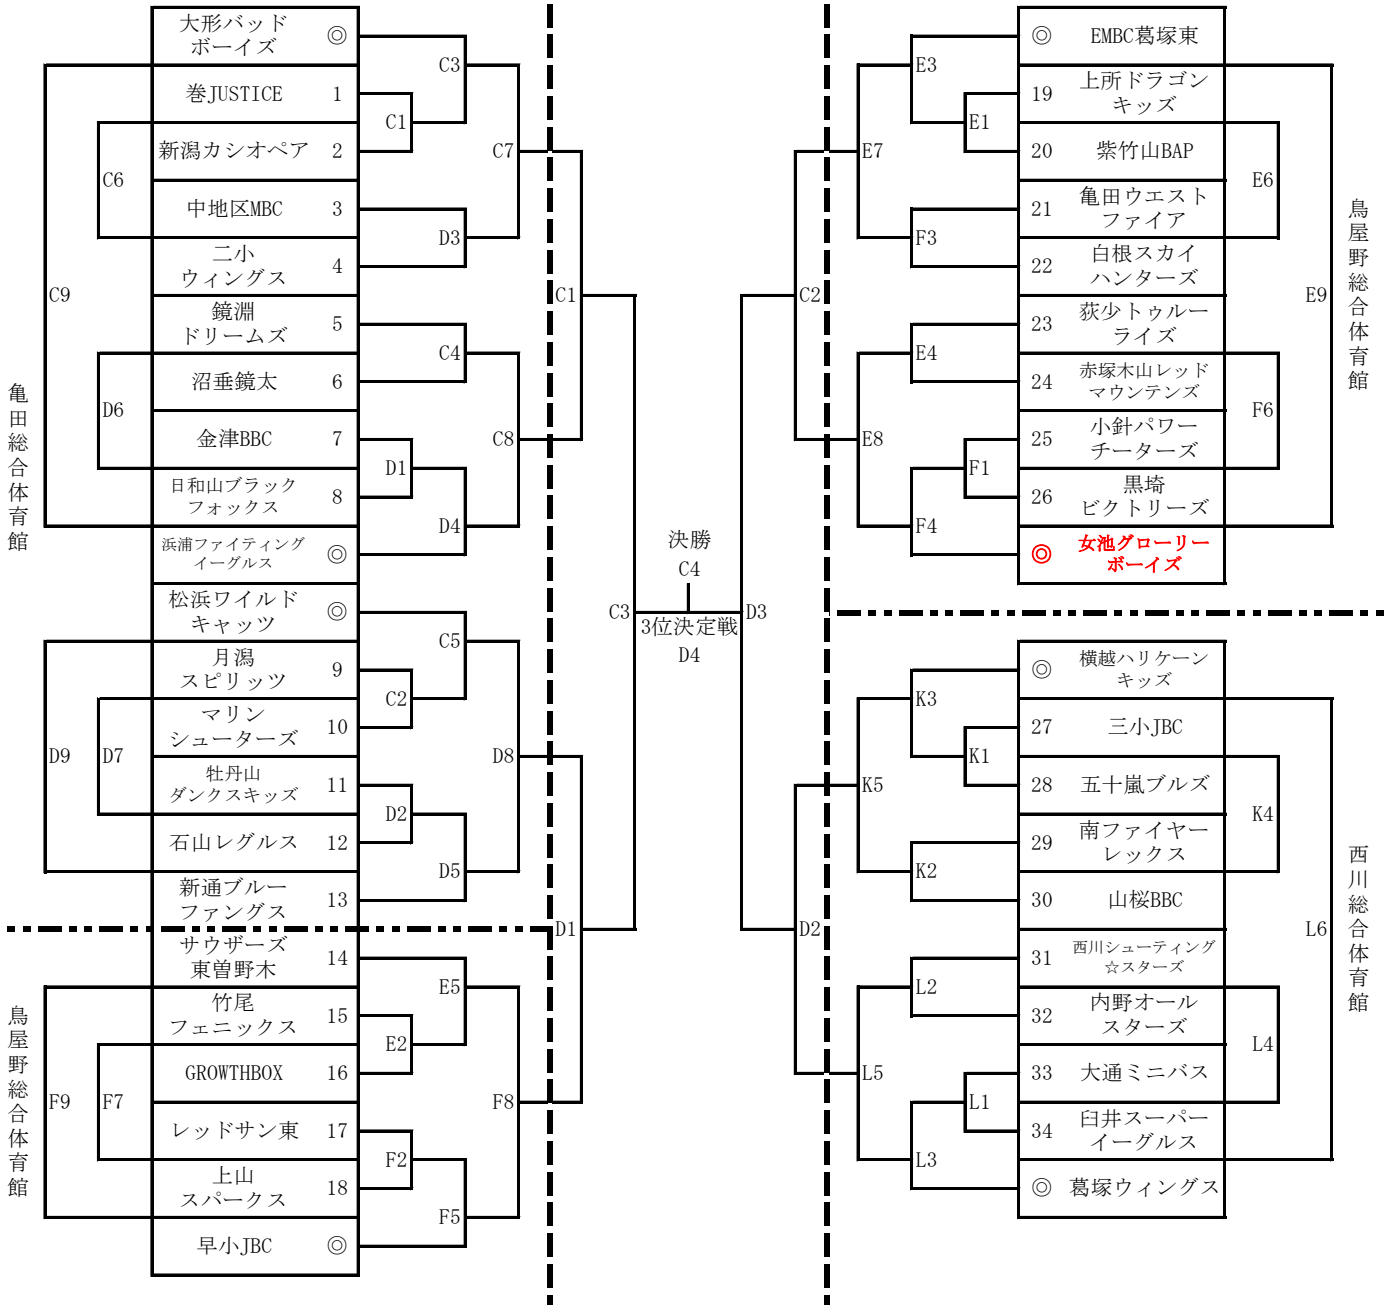 大形バッド
ボーイズ ◎
巻JUSTICE 1
新潟カシオペア 2
中地区MBC 3
二小
ウィングス 4
鏡淵
ドリームズ 5
沼垂鏡太 6
金津BBC 7
日和山ブラック
フォックス 8
浜浦ファイティング
イーグルス ◎
松浜ワイルド
キャッツ ◎
月潟
スピリッツ 9
マリン
シューターズ 10
牡丹山
ダンクスキッズ 11
石山レグルス 12
新通ブルー
ファングス 13
サウザーズ
東曽野木 14
竹尾
フェニックス 15
GROWTHBOX 16
レッドサン東 17
上山
スパークス 18
早小JBC ◎
亀田総合体育館
鳥屋野総合体育館
C9
C6
D6
D9
D7
F9
F7
C3
C1
D3
C4
D1
D4
C5
C2
D2
D5
E5
E2
F2
F5
C7
C8
D8
F8
C1
D1
C3
決勝
C4
3位決定戦
D4
D3
C2
D2
E7
E8
K5
L5
E3
E1
F3
E4
F1
F4
K3
K1
K2
L2
L1
L3
◎ EMBC葛塚東
19 上所ドラゴン
キッズ
20 紫竹山BAP
21 亀田ウエスト
ファイア
22 白根スカイ
ハンターズ
23 荻少トゥルー
ライズ
24 赤塚木山レッド
マウンテンズ
25 小針パワー
チーターズ
26 黒埼
ビクトリーズ
◎ 女池グローリー
ボーイズ
◎ 横越ハリケーン
キッズ
27 三小JBC
28 五十嵐ブルズ
29 南ファイヤー
レックス
30 山桜BBC
31 西川シューティング
☆スターズ
32 内野オール
スターズ
33 大通ミニバス
34 臼井スーパー
イーグルス
◎ 葛塚ウィングス
E6
F6
E9
K4
L4
L6
鳥屋野総合体育館
西川総合体育館